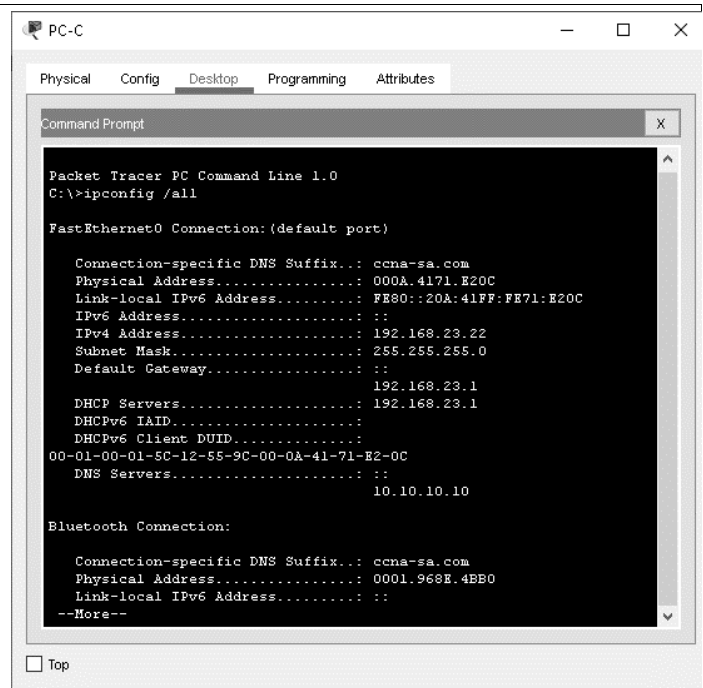 PC-C
Physical Config Desktop Programming Attributes
Command Prompt X
Packet Tracer PC Command Line 1.0
C:\>ipconfig /all
FastEthernet0 Connection:(default port)
Connection-specific DNS Suffix..: ccna-sa.com
Physical Address................: 000A.4171.E20C
Link-local IPv6 Address.........: FE80::20A:41FF:FE71:E20C
IPv6 Address....................: ::
IPv4 Address....................: 192.168.23.22
Subnet Mask.....................: 255.255.255.0
Default Gateway.................: ::
192.168.23.1
DHCP Servers....................: 192.168.23.1
DHCPv6 IAID.....................:
DHCPv6 Client DUID..............:
00-01-00-01-5C-12-55-9C-00-0A-41-71-E2-0C
DNS Servers.....................: ::
10.10.10.10
Bluetooth Connection:
Connection-specific DNS Suffix..: ccna-sa.com
Physical Address................: 0001.968E.4BB0
Link-local IPv6 Address.........: ::
--More--
Top